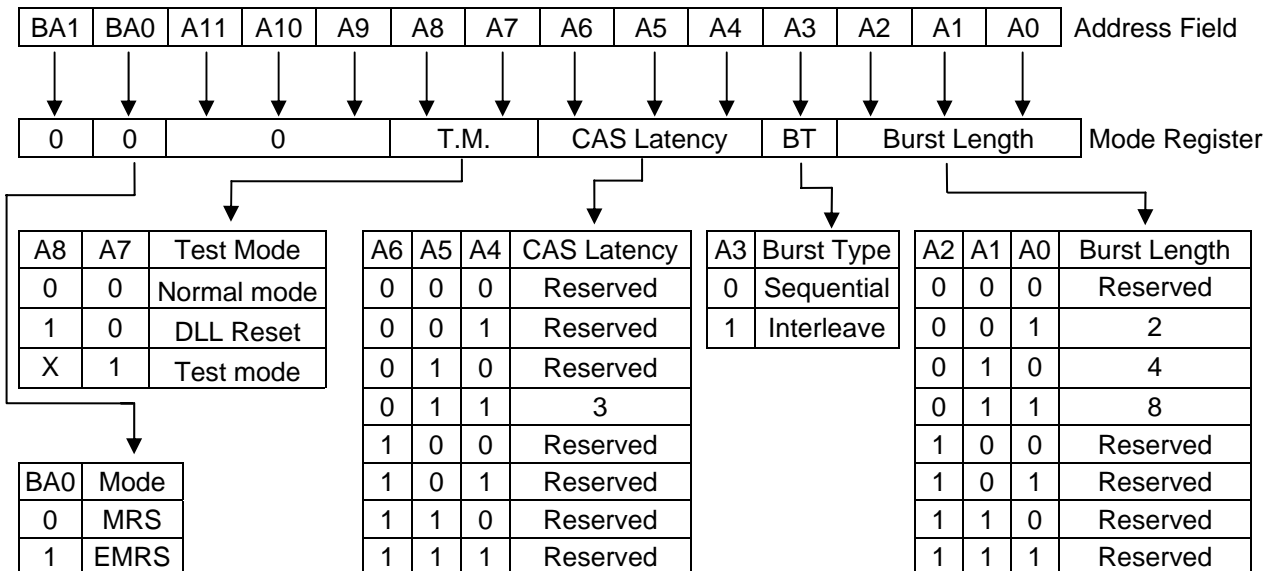 BA1 BA0 A11 A10 A9 A8 A7 A6 A5 A4 A3 A2 A1 A0 Address Field
0 0 0 T.M. CAS Latency BT Burst Length Mode Register
A8 A7 Test Mode
0 0 Normal mode
1 0 DLL Reset
X 1 Test mode
BA0 Mode
0 MRS
1 EMRS
A6 A5 A4 CAS Latency
0 0 0 Reserved
0 0 1 Reserved
0 1 0 Reserved
0 1 1 3
1 0 0 Reserved
1 0 1 Reserved
1 1 0 Reserved
1 1 1 Reserved
A3 Burst Type
0 Sequential
1 Interleave
A2 A1 A0 Burst Length
0 0 0 Reserved
0 0 1 2
0 1 0 4
0 1 1 8
1 0 0 Reserved
1 0 1 Reserved
1 1 0 Reserved
1 1 1 Reserved